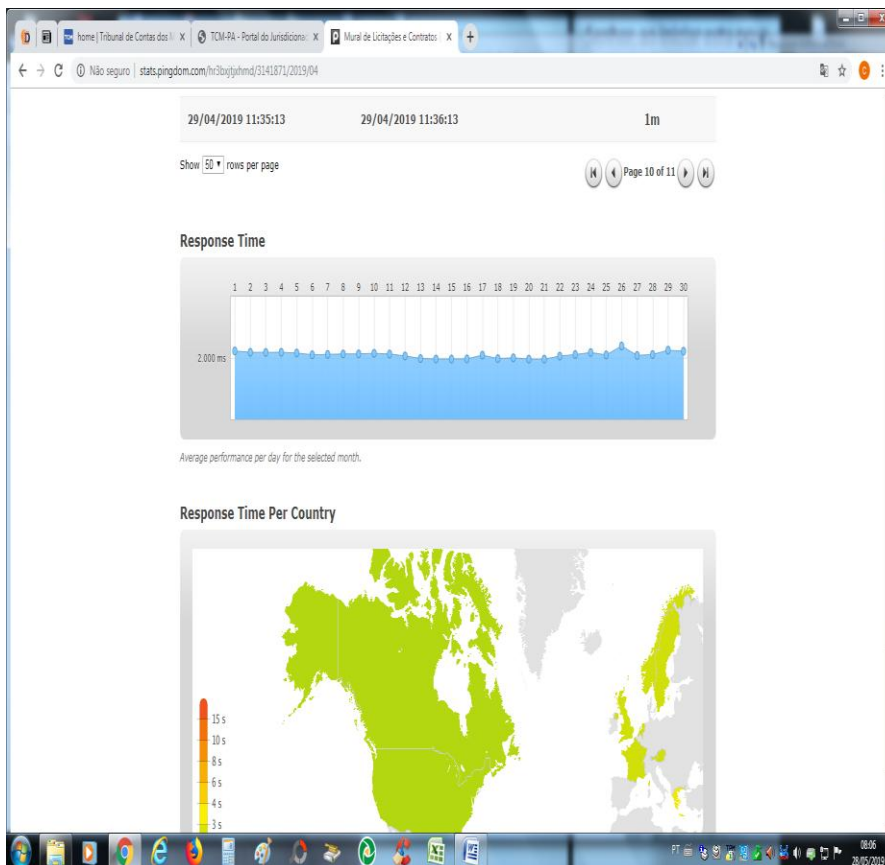 home | Tribunal de Contas dos M x
TCM-PA - Portal do Jurisdicionad x
Mural de Licitações e Contratos x
Não seguro | stats.pingdom.com/hr3bxjtjxhmd/3141871/2019/04
29/04/2019 11:35:13 29/04/2019 11:36:13 1m
Show 50 rows per page
Page 10 of 11
Response Time
1 2 3 4 5 6 7 8 9 10 11 12 13 14 15 16 17 18 19 20 21 22 23 24 25 26 27 28 29 30
2.000 ms
Average performance per day for the selected month.
Response Time Per Country
15 s
10 s
8 s
6 s
4 s
3 s
PT
08:06
28/05/2019